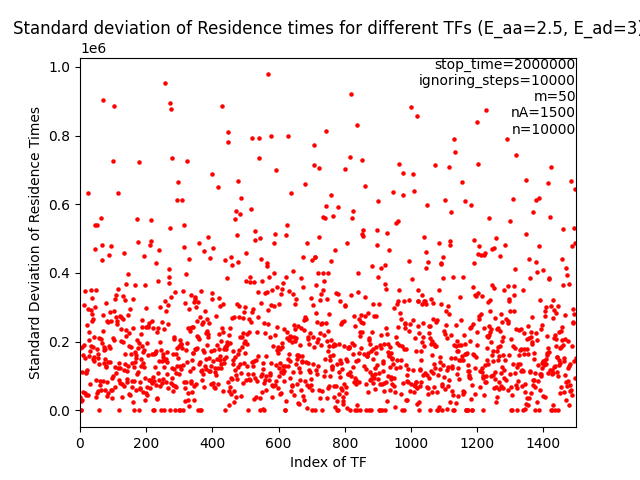 Standard deviation of Residence times for different TFs (E_aa=2.5, E_ad=3)
1e6
stop_time=2000000
ignoring_steps=10000
m=50
nA=1500
n=10000
Standard Deviation of Residence Times
1.0
0.8
0.6
0.4
0.2
0.0
0 200 400 600 800 1000 1200 1400
Index of TF